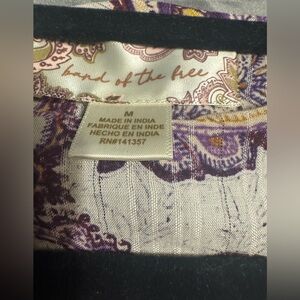 band of the free
M
MADE IN INDIA
FABRIQUE EN INDE
HECHO EN INDIA
RN#141357